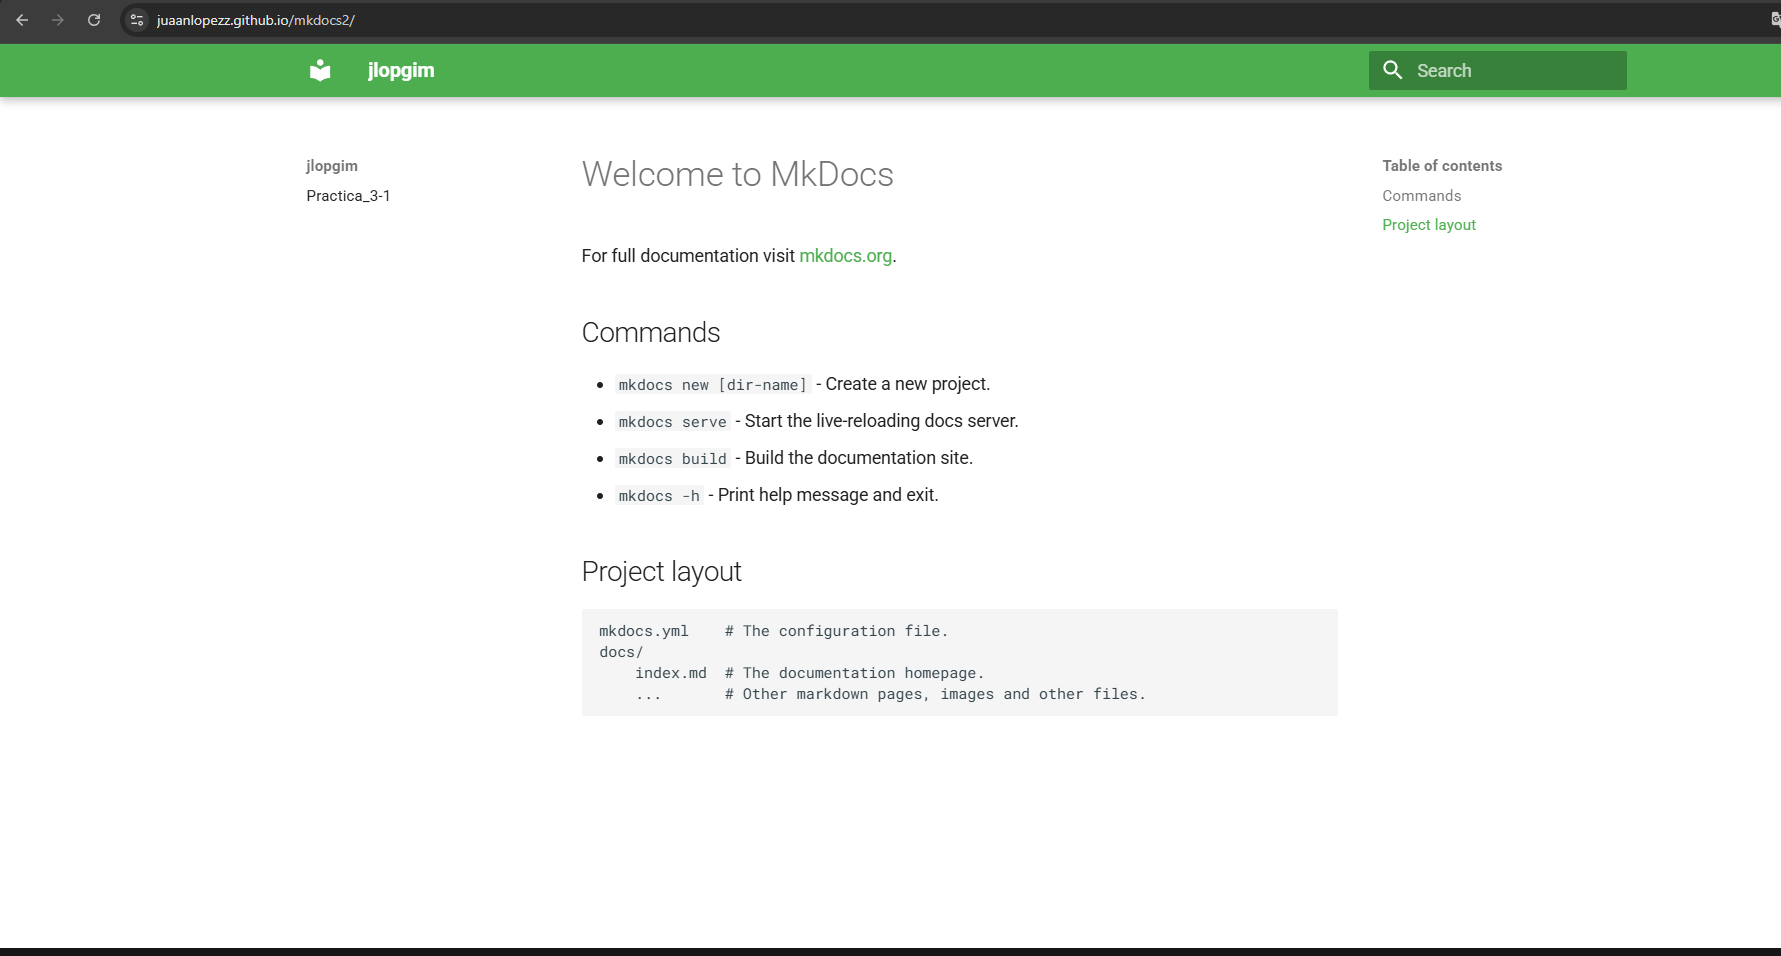 juaanlopezz.github.io/mkdocs2/
jlopgim
Search
jlopgim
Practica_3-1
Welcome to MkDocs
For full documentation visit mkdocs.org.
Commands
mkdocs new [dir-name] - Create a new project.
mkdocs serve - Start the live-reloading docs server.
mkdocs build - Build the documentation site.
mkdocs -h - Print help message and exit.
Project layout
mkdocs.yml    # The configuration file.
docs/
    index.md  # The documentation homepage.
    ...       # Other markdown pages, images and other files.
Table of contents
Commands
Project layout